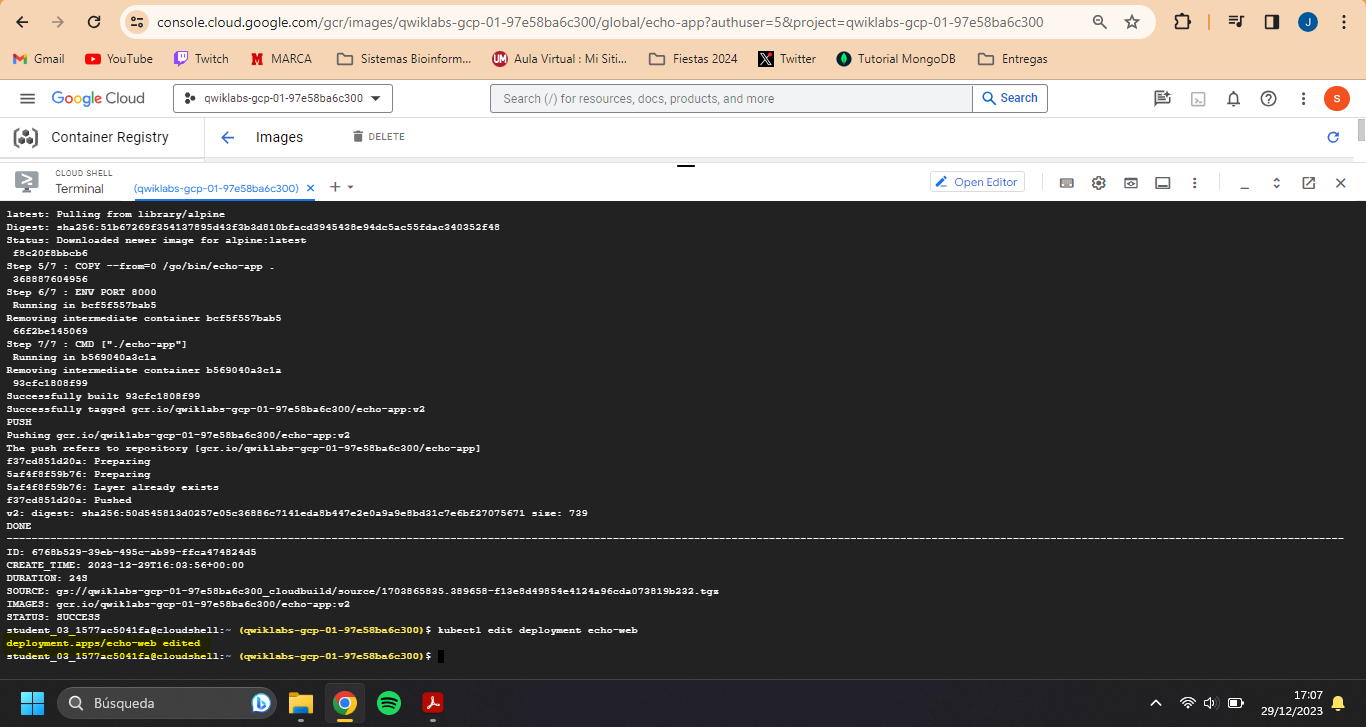 console.cloud.google.com/gcr/images/qwiklabs-gcp-01-97e58ba6c300/global/echo-app?authuser=5&project=qwiklabs-gcp-01-97e58ba6c300
J
Gmail YouTube Twitch MARCA Sistemas Bioinform... UM Aula Virtual : Mi Siti... Fiestas 2024 Twitter Tutorial MongoDB Entregas
Google Cloud qwiklabs-gcp-01-97e58ba6c300 Search (/) for resources, docs, products, and more Search S
Container Registry Images DELETE
CLOUD SHELL
Terminal (qwiklabs-gcp-01-97e58ba6c300) Open Editor
latest: Pulling from library/alpine
Digest: sha256:51b67269f354137895d43f3b3d810bfacd3945438e94dc5ac55fdac340352f48
Status: Downloaded newer image for alpine:latest
f8c20f8bbcb6
Step 5/7 : COPY --from=0 /go/bin/echo-app .
368887604956
Step 6/7 : ENV PORT 8000
Running in bcf5f557bab5
Removing intermediate container bcf5f557bab5
66f2be145069
Step 7/7 : CMD ["./echo-app"]
Running in b569040a3c1a
Removing intermediate container b569040a3c1a
93cfc1808f99
Successfully built 93cfc1808f99
Successfully tagged gcr.io/qwiklabs-gcp-01-97e58ba6c300/echo-app:v2
PUSH
Pushing gcr.io/qwiklabs-gcp-01-97e58ba6c300/echo-app:v2
The push refers to repository [gcr.io/qwiklabs-gcp-01-97e58ba6c300/echo-app]
f37cd851d20a: Preparing
5af4f8f59b76: Preparing
5af4f8f59b76: Layer already exists
f37cd851d20a: Pushed
v2: digest: sha256:50d545813d0257e05c36886c7141eda8b447e2e0a9a9e8bd31c7e6bf27075671 size: 739
DONE
--------------------------------------------------------------------------------
ID: 6768b529-39eb-495c-ab99-ffca474824d5
CREATE_TIME: 2023-12-29T16:03:56+00:00
DURATION: 24S
SOURCE: gs://qwiklabs-gcp-01-97e58ba6c300_cloudbuild/source/1703865835.389658-f13e8d49854e4124a96cda073819b232.tgz
IMAGES: gcr.io/qwiklabs-gcp-01-97e58ba6c300/echo-app:v2
STATUS: SUCCESS
student_03_1577ac5041fa@cloudshell:~ (qwiklabs-gcp-01-97e58ba6c300)$ kubectl edit deployment echo-web
deployment.apps/echo-web edited
student_03_1577ac5041fa@cloudshell:~ (qwiklabs-gcp-01-97e58ba6c300)$
Búsqueda
17:07
29/12/2023